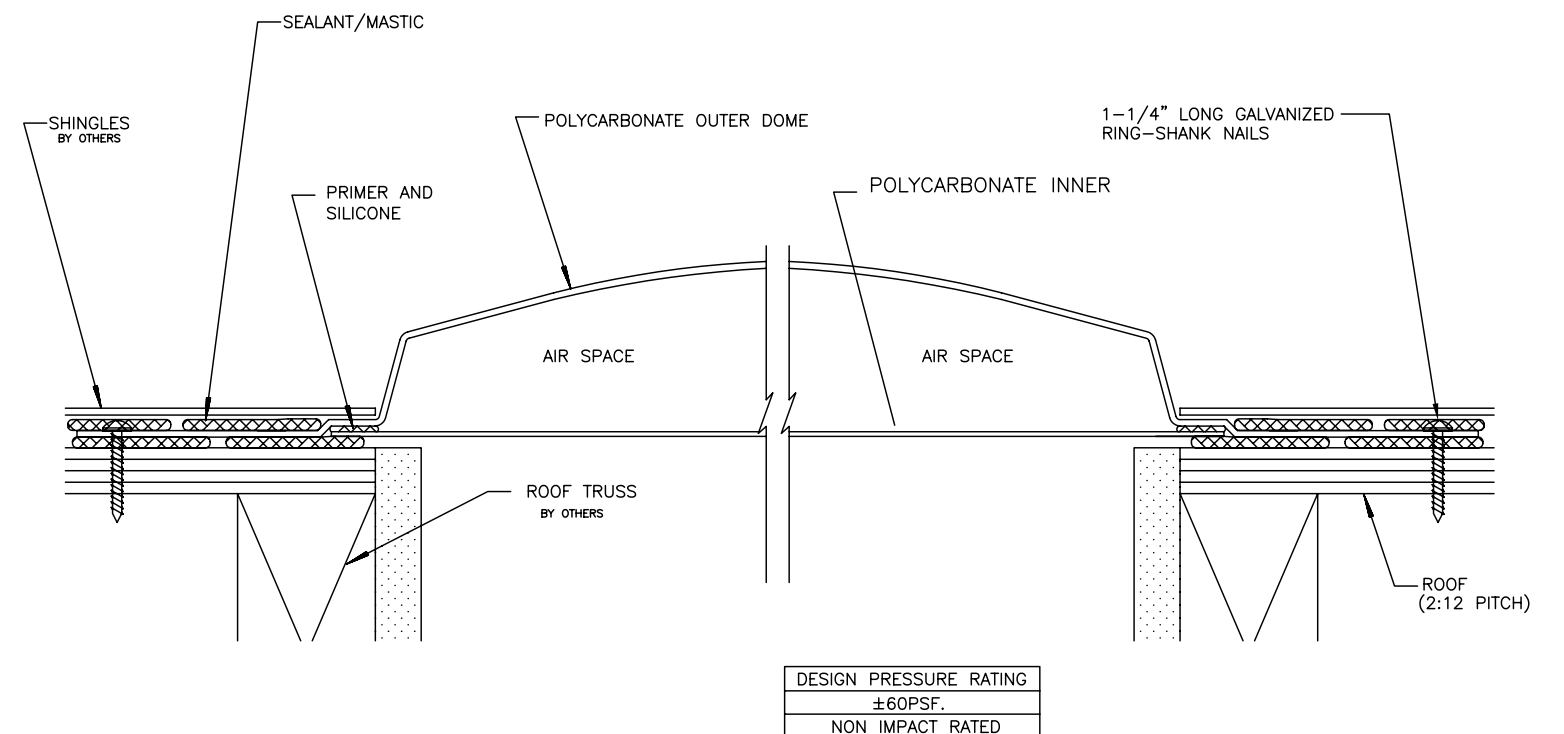 SEALANT/MASTIC
SHINGLES
BY OTHERS
POLYCARBONATE OUTER DOME
1-1/4" LONG GALVANIZED
RING-SHANK NAILS
PRIMER AND
SILICONE
POLYCARBONATE INNER
AIR SPACE
AIR SPACE
ROOF TRUSS
BY OTHERS
ROOF
(2:12 PITCH)
DESIGN PRESSURE RATING
±60PSF.
NON IMPACT RATED